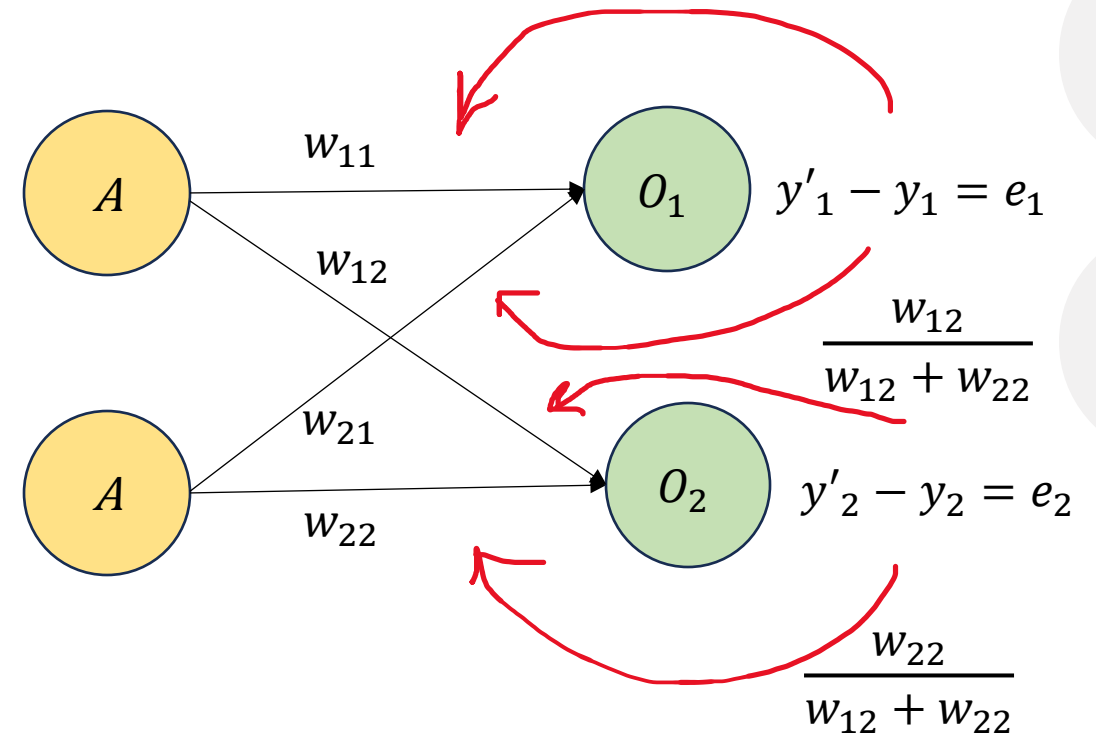 w₁₁
A
O₁
y'₁ − y₁ = e₁
w₁₂
w₁₂
w₁₂ + w₂₂
w₂₁
A
O₂
y'₂ − y₂ = e₂
w₂₂
w₂₂
w₁₂ + w₂₂